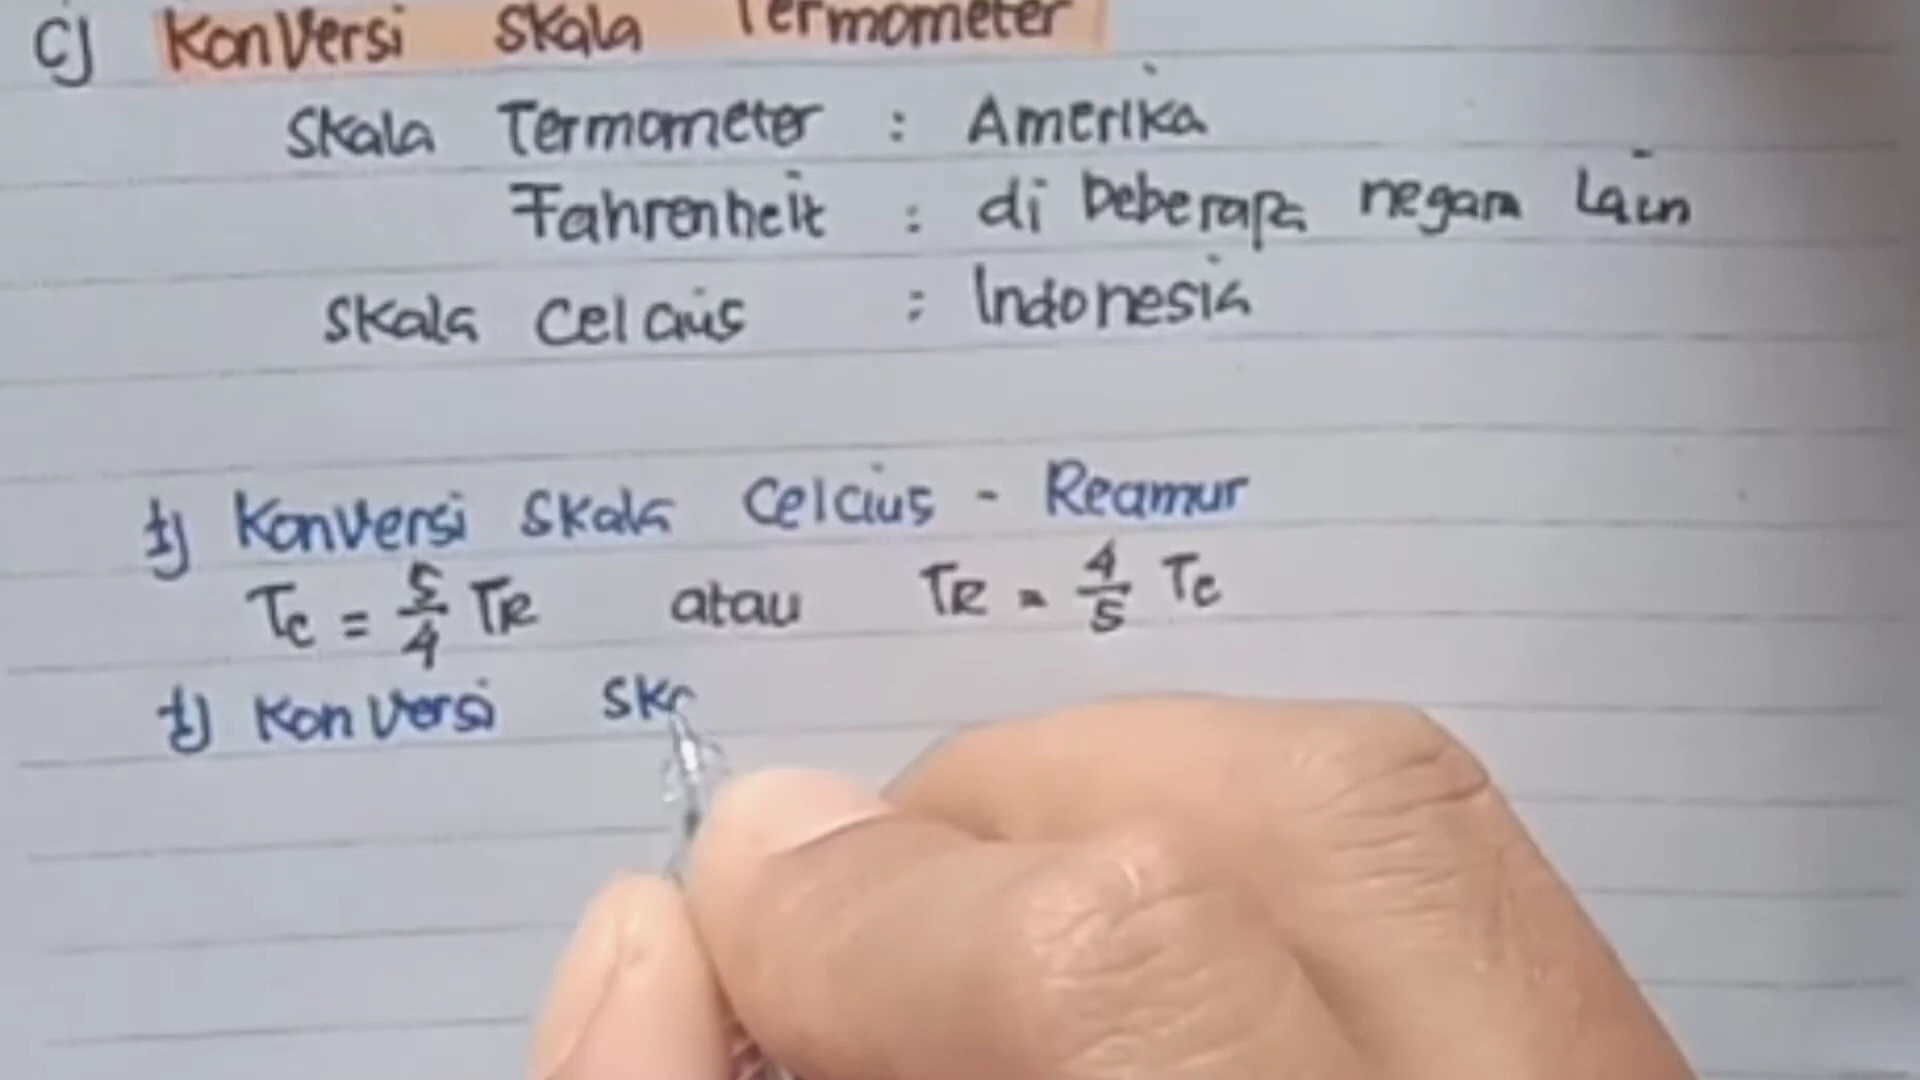 c) Konversi Skala Termometer
Skala Termometer : Amerika
Fahrenheit : di beberapa negara Lain
Skala Celcius : Indonesia
1) Konversi Skala Celcius - Reamur
Tc = 5/4 TR atau TR = 4/5 Tc
Konversi Ska